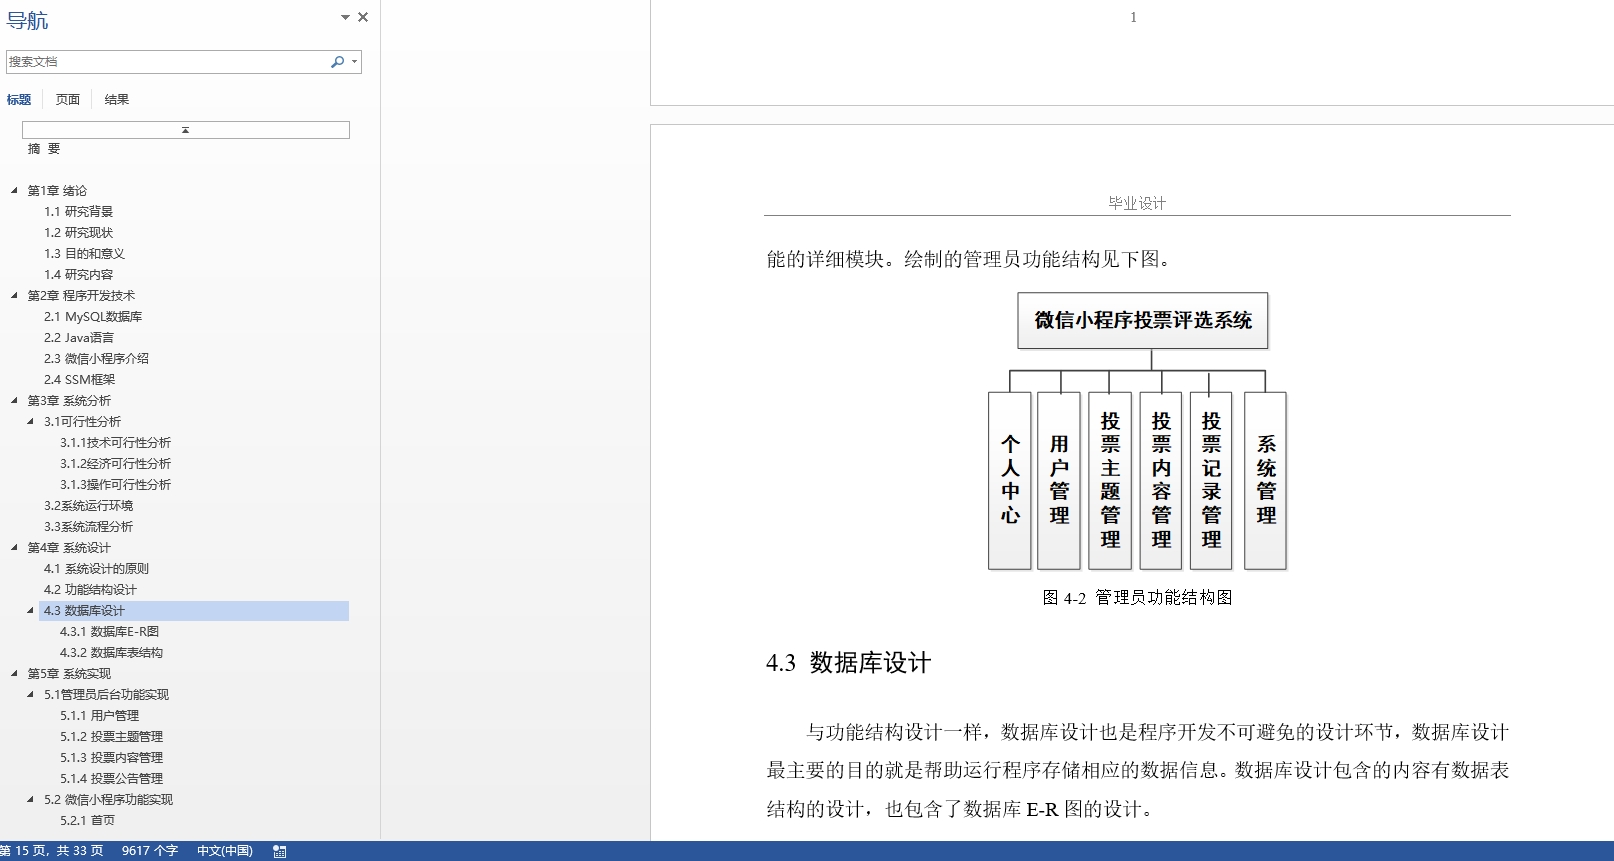 导航
搜索文档
标题 页面 结果
摘 要
第1章 绪论
1.1 研究背景
1.2 研究现状
1.3 目的和意义
1.4 研究内容
第2章 程序开发技术
2.1 MySQL数据库
2.2 Java语言
2.3 微信小程序介绍
2.4 SSM框架
第3章 系统分析
3.1可行性分析
3.1.1技术可行性分析
3.1.2经济可行性分析
3.1.3操作可行性分析
3.2系统运行环境
3.3系统流程分析
第4章 系统设计
4.1 系统设计的原则
4.2 功能结构设计
4.3 数据库设计
4.3.1 数据库E-R图
4.3.2 数据库表结构
第5章 系统实现
5.1管理员后台功能实现
5.1.1 用户管理
5.1.2 投票主题管理
5.1.3 投票内容管理
5.1.4 投票公告管理
5.2 微信小程序功能实现
5.2.1 首页
1
毕业设计
能的详细模块。绘制的管理员功能结构见下图。
微信小程序投票评选系统
个人中心
用户管理
投票主题管理
投票内容管理
投票记录管理
系统管理
图 4-2 管理员功能结构图
4.3 数据库设计
与功能结构设计一样，数据库设计也是程序开发不可避免的设计环节，数据库设计
最主要的目的就是帮助运行程序存储相应的数据信息。数据库设计包含的内容有数据表
结构的设计，也包含了数据库 E-R 图的设计。
第 15 页，共 33 页 9617 个字 中文(中国)